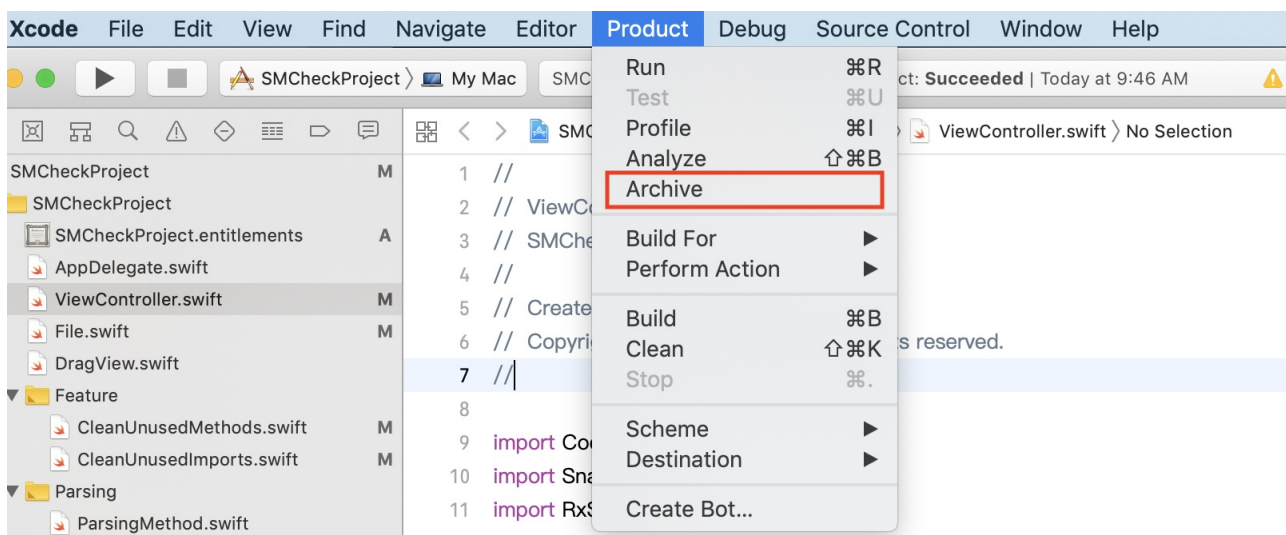 Xcode File Edit View Find Navigate Editor Product Debug Source Control Window Help
SMCheckProject 〉 My Mac
SMC
ct: Succeeded | Today at 9:46 AM
Run ⌘R
Test ⌘U
Profile ⌘I
Analyze ⇧⌘B
Archive
Build For ▶
Perform Action ▶
Build ⌘B
Clean ⇧⌘K
Stop ⌘.
Scheme ▶
Destination ▶
Create Bot...
SMC
ViewController.swift 〉 No Selection
SMCheckProject M
SMCheckProject
SMCheckProject.entitlements A
AppDelegate.swift
ViewController.swift M
File.swift M
DragView.swift
Feature
CleanUnusedMethods.swift M
CleanUnusedImports.swift M
Parsing
ParsingMethod.swift
1 //
2 // ViewCo
3 // SMChe
4 //
5 // Create
6 // Copyri s reserved.
7 //
8
9 import Co
10 import Sna
11 import Rx